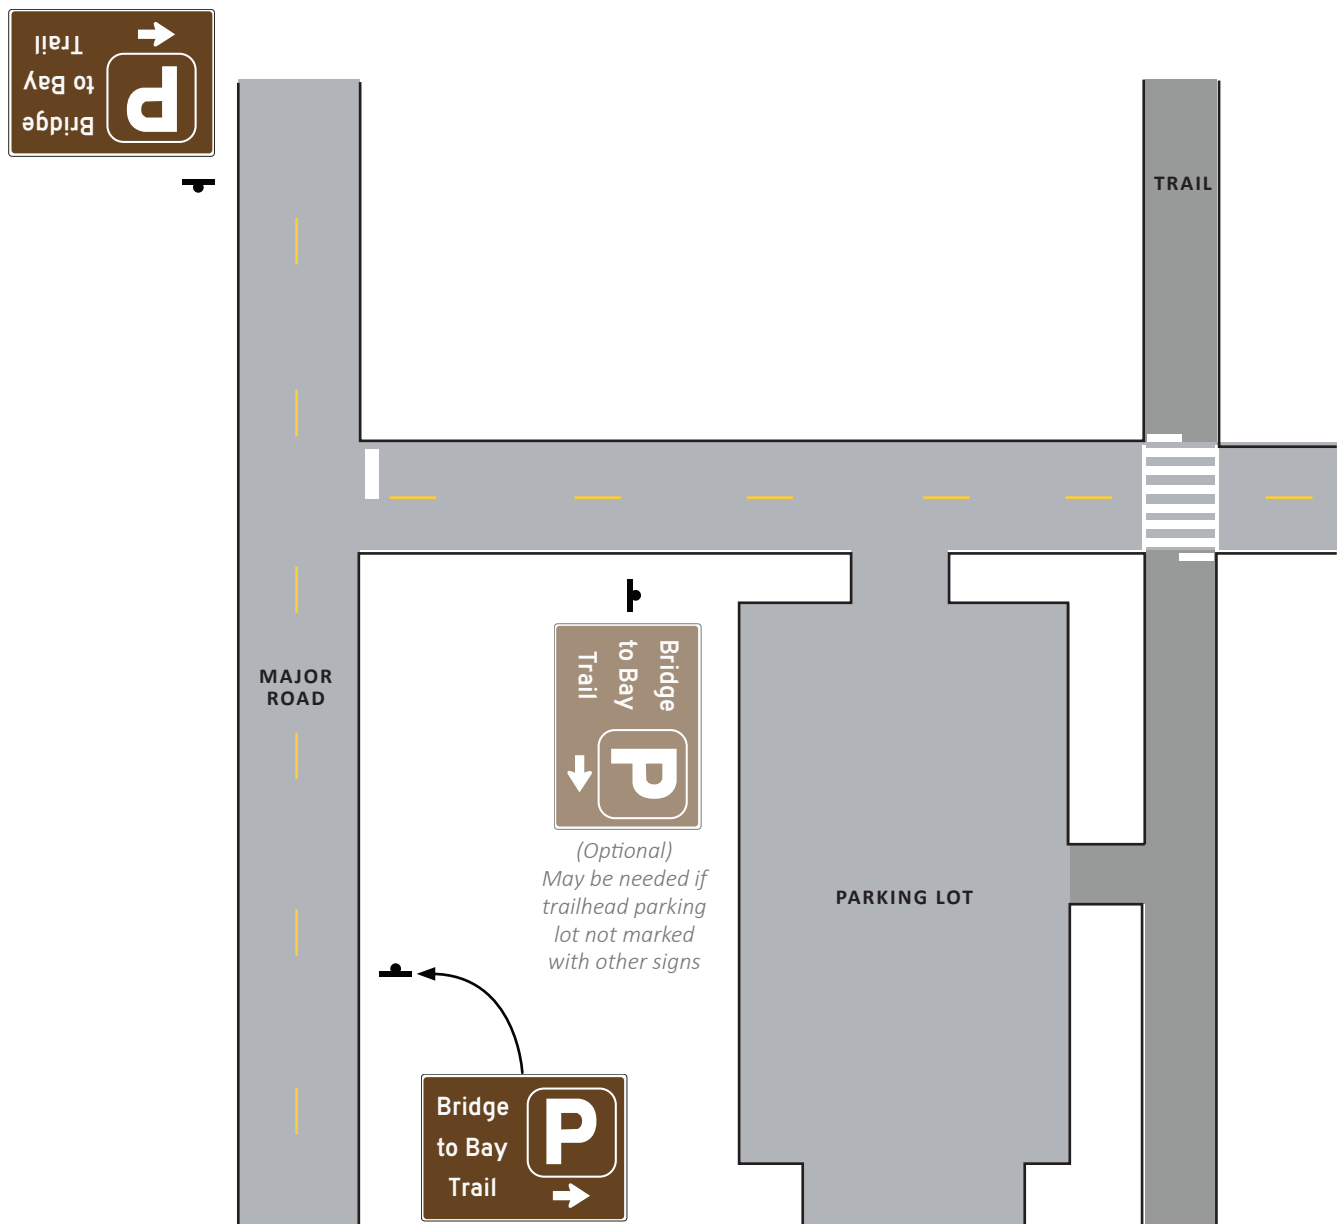 Bridge
to Bay
Trail
P
TRAIL
MAJOR
ROAD
Bridge
to Bay
Trail
P
(Optional)
May be needed if
trailhead parking
lot not marked
with other signs
PARKING LOT
Bridge
to Bay
Trail
P